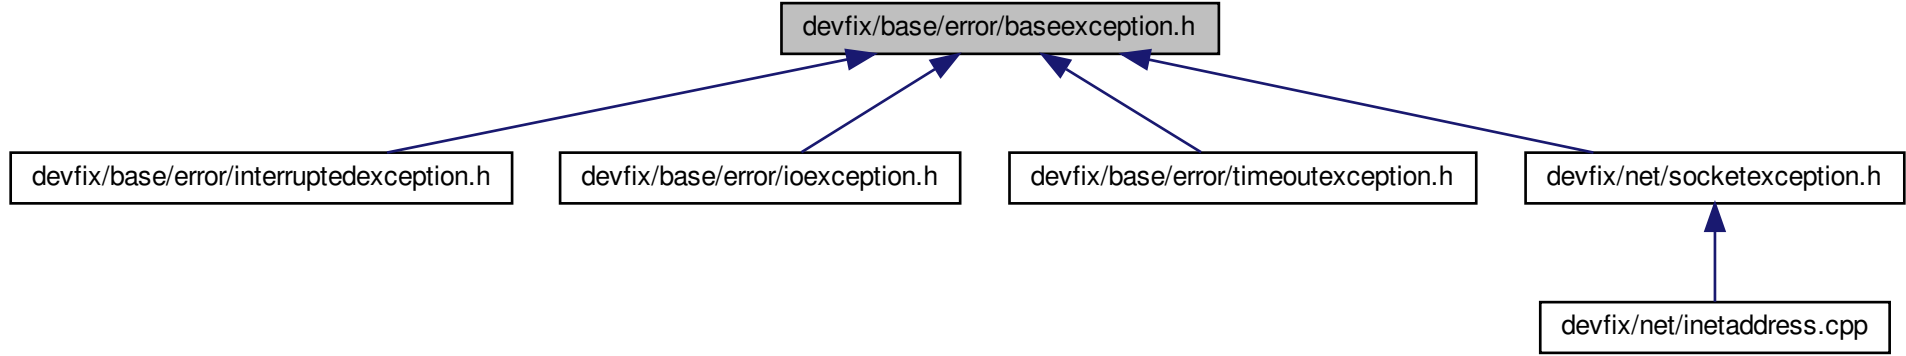 devfix/base/error/baseexception.h
devfix/base/error/interruptedexception.h
devfix/base/error/ioexception.h
devfix/base/error/timeoutexception.h
devfix/net/socketexception.h
devfix/net/inetaddress.cpp